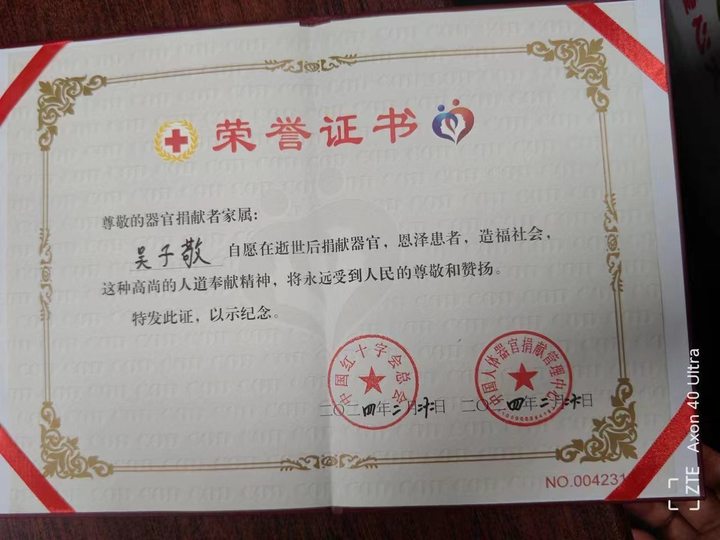 荣誉证书
尊敬的器官捐献者家属:
吴子敬 自愿在逝世后捐献器官,恩泽患者,造福社会,
这种高尚的人道奉献精神,将永远受到人民的尊敬和赞扬。
特发此证,以示纪念。
中国红十字会总会
中国人体器官捐献管理中心
二〇二四年二月廿日 二〇二四年二月廿日
NO.004231
ZTE Axon 40 Ultra